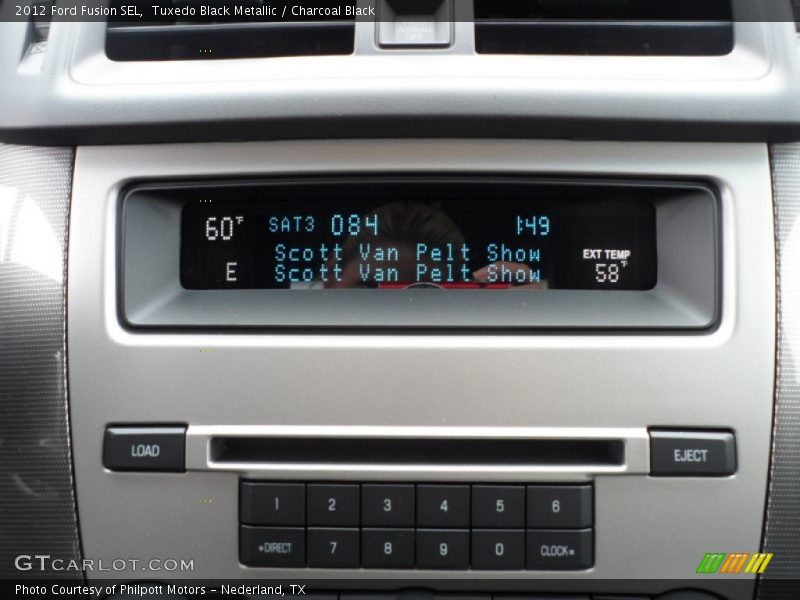 2012 Ford Fusion SEL, Tuxedo Black Metallic / Charcoal Black
60°F SAT3 084 1:49
Scott Van Pelt Show EXT TEMP
E Scott Van Pelt Show 58°F
LOAD EJECT
1 2 3 4 5 6
*DIRECT 7 8 9 0 CLOCK*
GTCARLOT.COM
Photo Courtesy of Philpott Motors - Nederland, TX